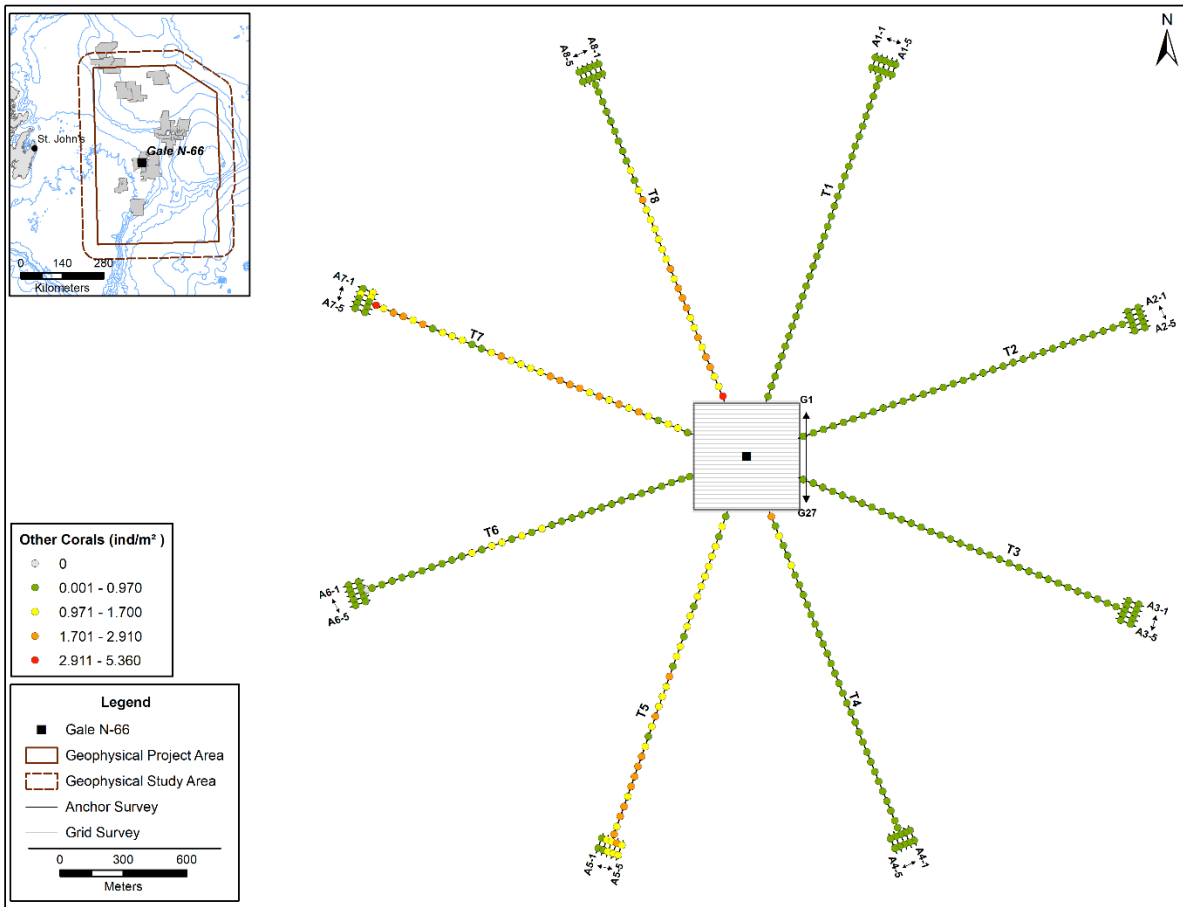 N
A8-1
A8-5
A1-1
A1-5
St. John's
Gale N-66
0 140 280
Kilometers
T8
T1
A7-1
A7-5
A2-1
A2-5
T7
T2
G1
G27
T6
T3
A6-1
A6-5
A3-1
A3-5
T5
T4
A5-1
A5-5
A4-1
A4-5
Other Corals (ind/m²)
0
0.001 - 0.970
0.971 - 1.700
1.701 - 2.910
2.911 - 5.360
Legend
Gale N-66
Geophysical Project Area
Geophysical Study Area
Anchor Survey
Grid Survey
0 300 600
Meters